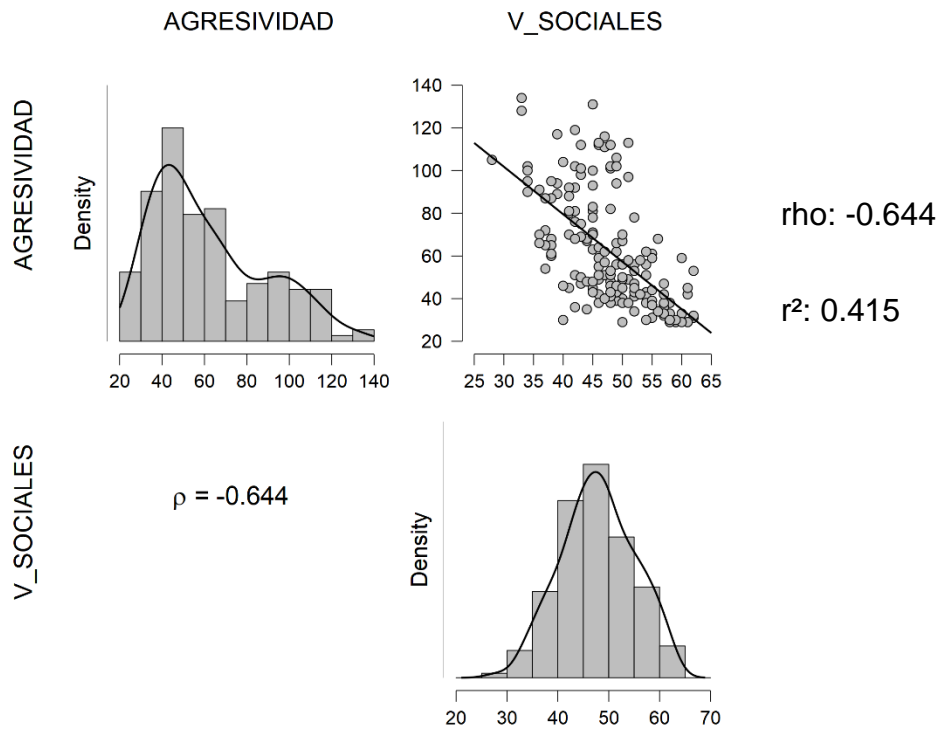 AGRESIVIDAD
V_SOCIALES
AGRESIVIDAD
Density
20 40 60 80 100 120 140
140
120
100
80
60
40
20
25 30 35 40 45 50 55 60 65
rho: -0.644
r²: 0.415
V_SOCIALES
ρ = -0.644
Density
20 30 40 50 60 70